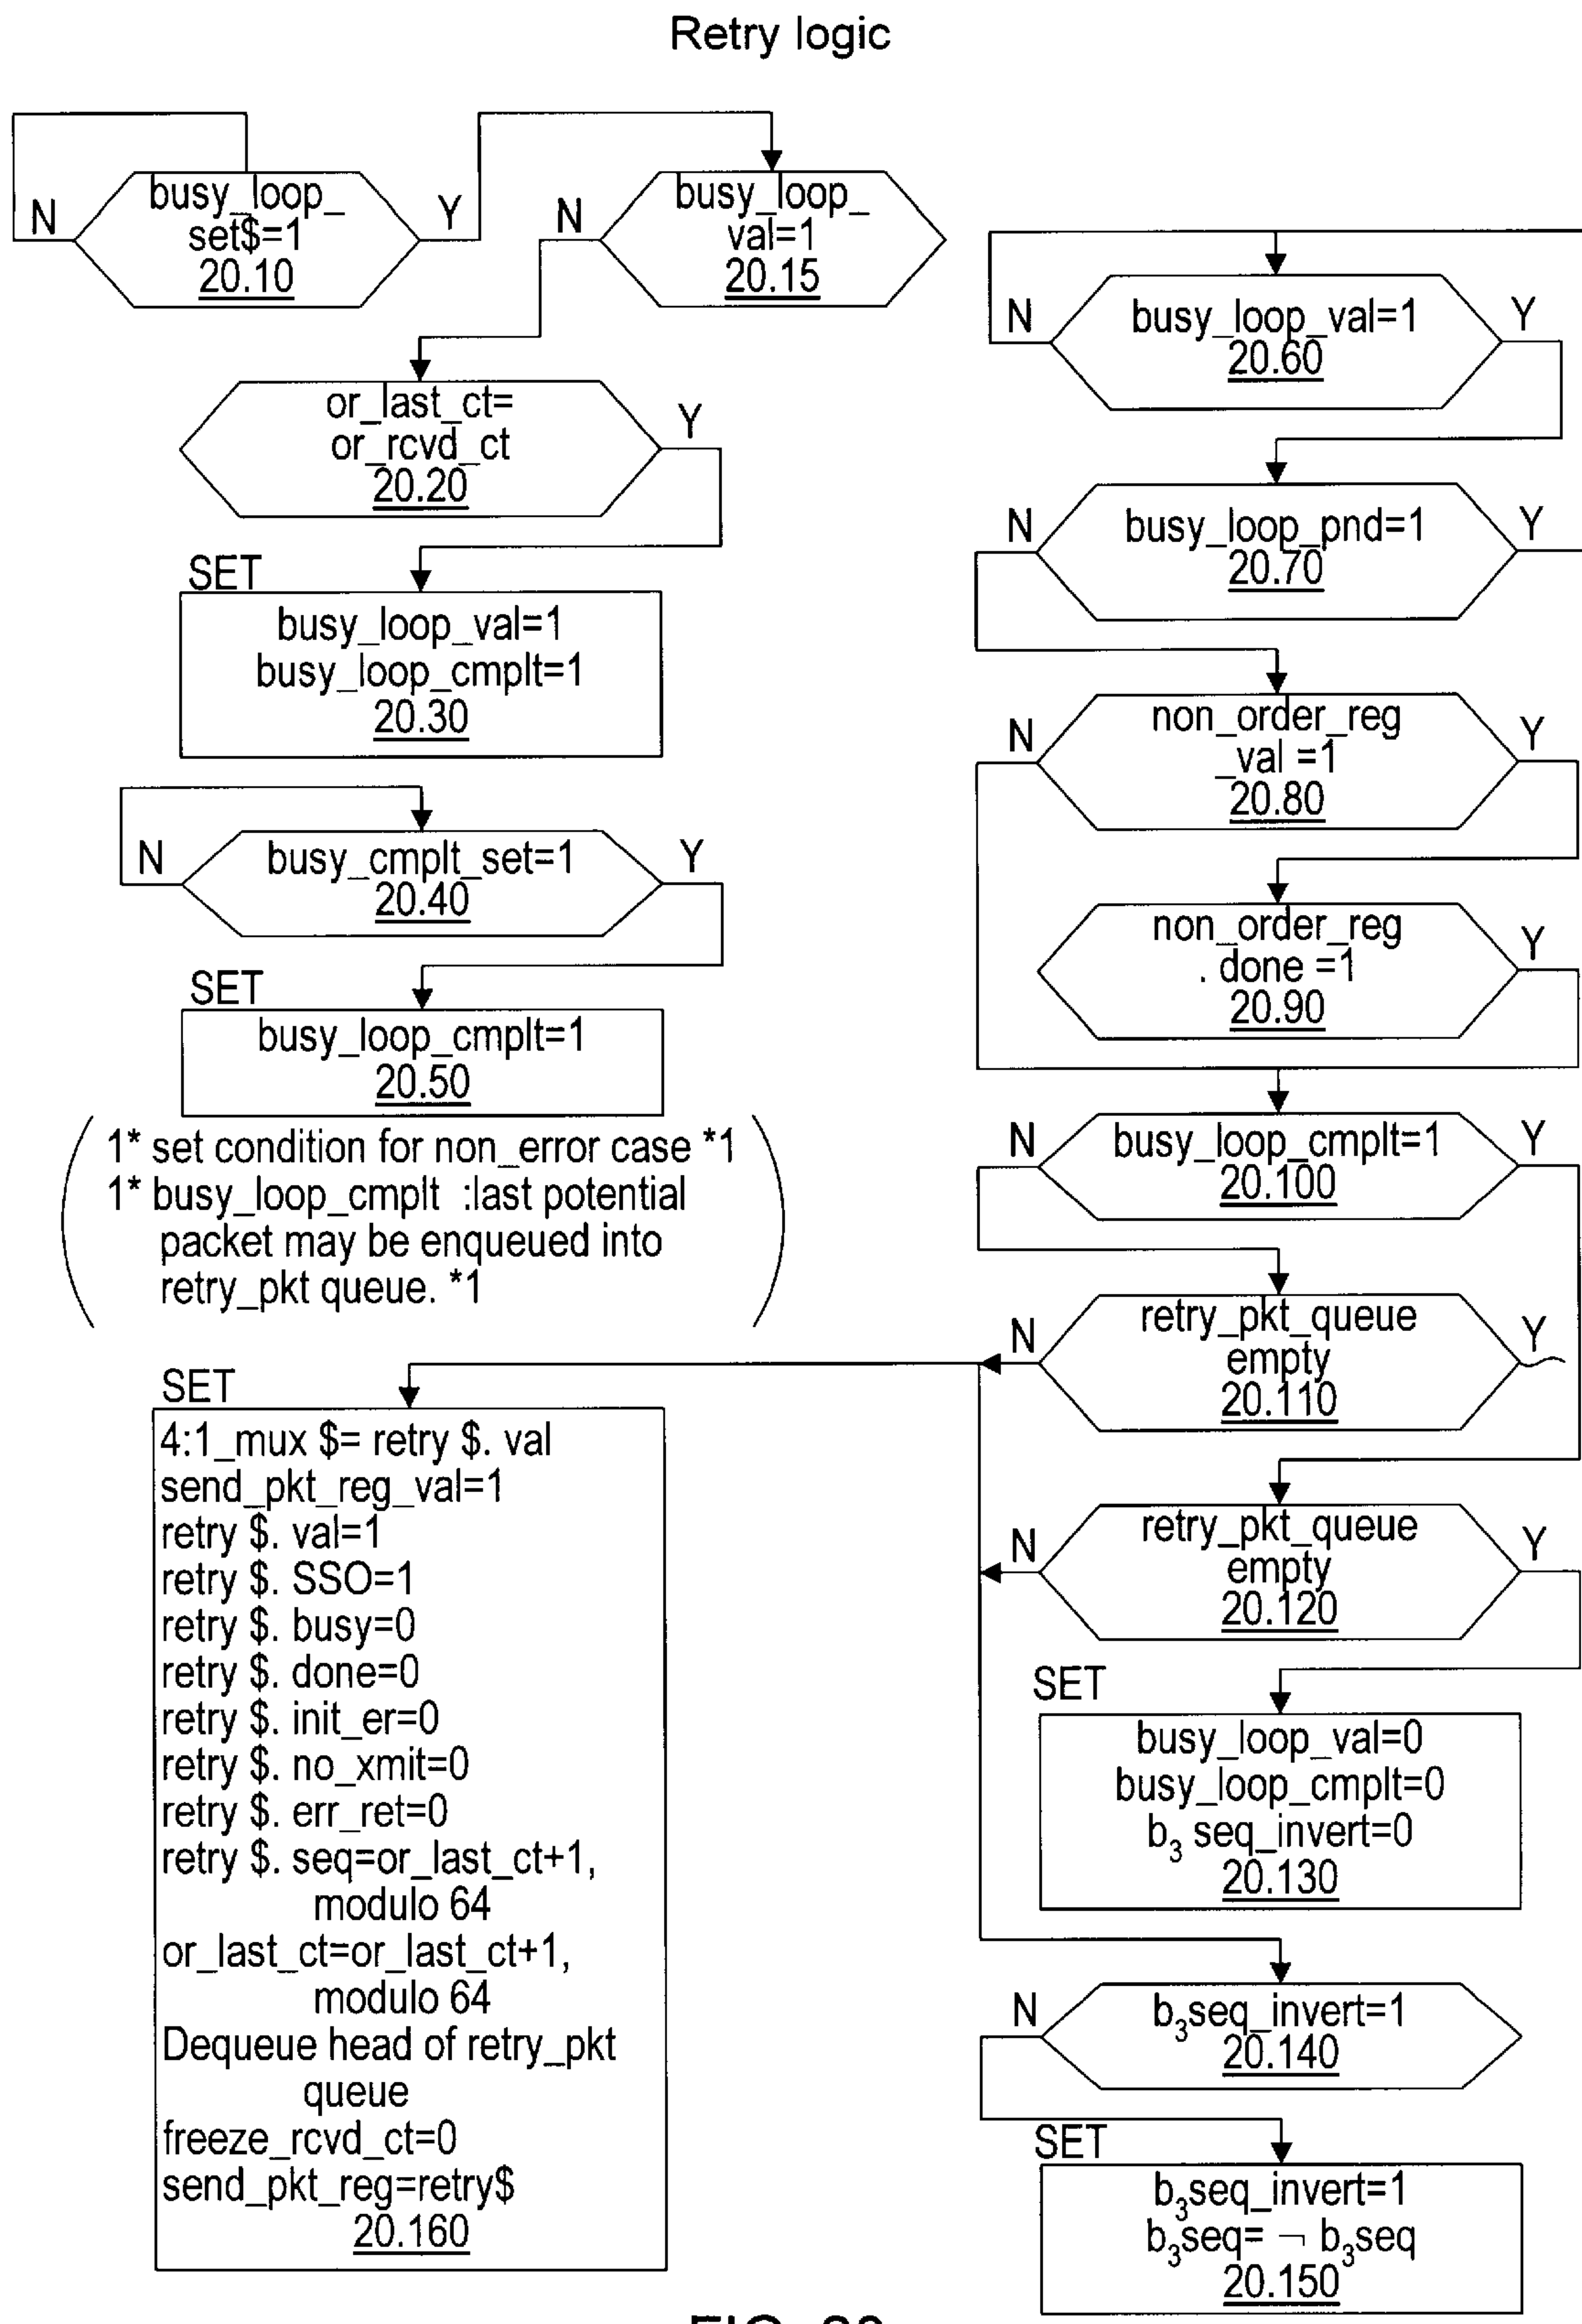 Retry logic
N
busy_loop_
set$=1
20.10
Y
N
busy_loop_
val=1
20.15
or_last_ct=
or_rcvd_ct
20.20
Y
SET
busy_loop_val=1
busy_loop_cmplt=1
20.30
N
busy_cmplt_set=1
20.40
Y
SET
busy_loop_cmplt=1
20.50
1* set condition for non_error case *1
1* busy_loop_cmplt :last potential
packet may be enqueued into
retry_pkt queue. *1
SET
4:1_mux $= retry $. val
send_pkt_reg_val=1
retry $. val=1
retry $. SSO=1
retry $. busy=0
retry $. done=0
retry $. init_er=0
retry $. no_xmit=0
retry $. err_ret=0
retry $. seq=or_last_ct+1,
modulo 64
or_last_ct=or_last_ct+1,
modulo 64
Dequeue head of retry_pkt
queue
freeze_rcvd_ct=0
send_pkt_reg=retry$
20.160
N
busy_loop_val=1
20.60
Y
N
busy_loop_pnd=1
20.70
Y
N
non_order_reg
_val =1
20.80
Y
non_order_reg
. done =1
20.90
Y
N
busy_loop_cmplt=1
20.100
Y
N
retry_pkt_queue
empty
20.110
Y
N
retry_pkt_queue
empty
20.120
Y
SET
busy_loop_val=0
busy_loop_cmplt=0
b₃ seq_invert=0
20.130
N
b₃seq_invert=1
20.140
SET
b₃seq_invert=1
b₃seq= ¬ b₃seq
20.150